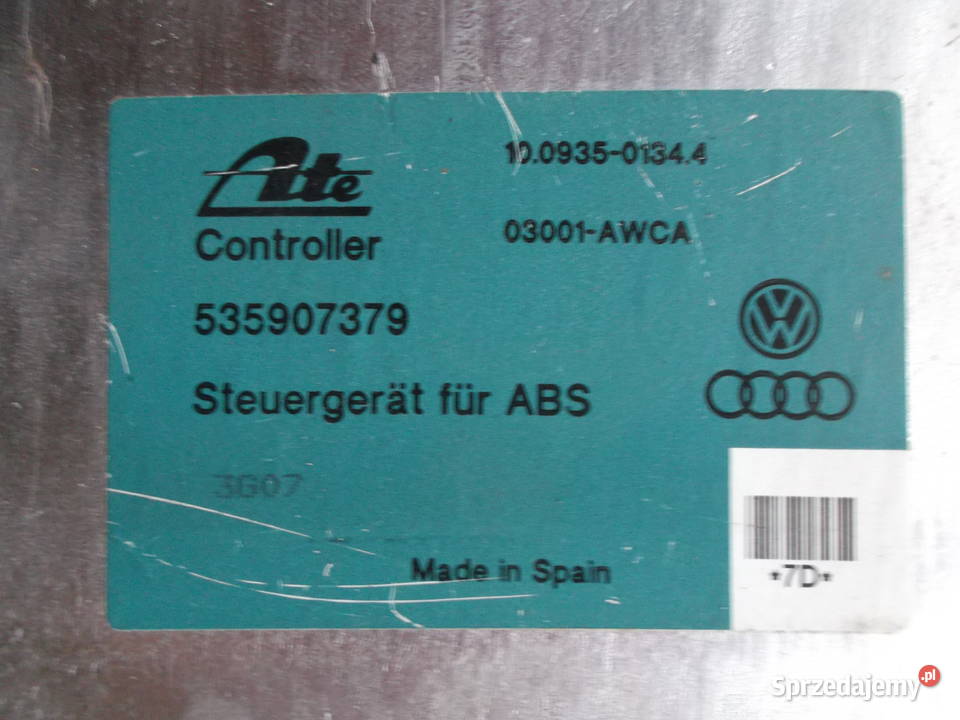 Ate
10.0935-0134.4
Controller
03001-AWCA
535907379
Steuergerät für ABS
3G07
Made in Spain
*7D*
Sprzedajemy.pl